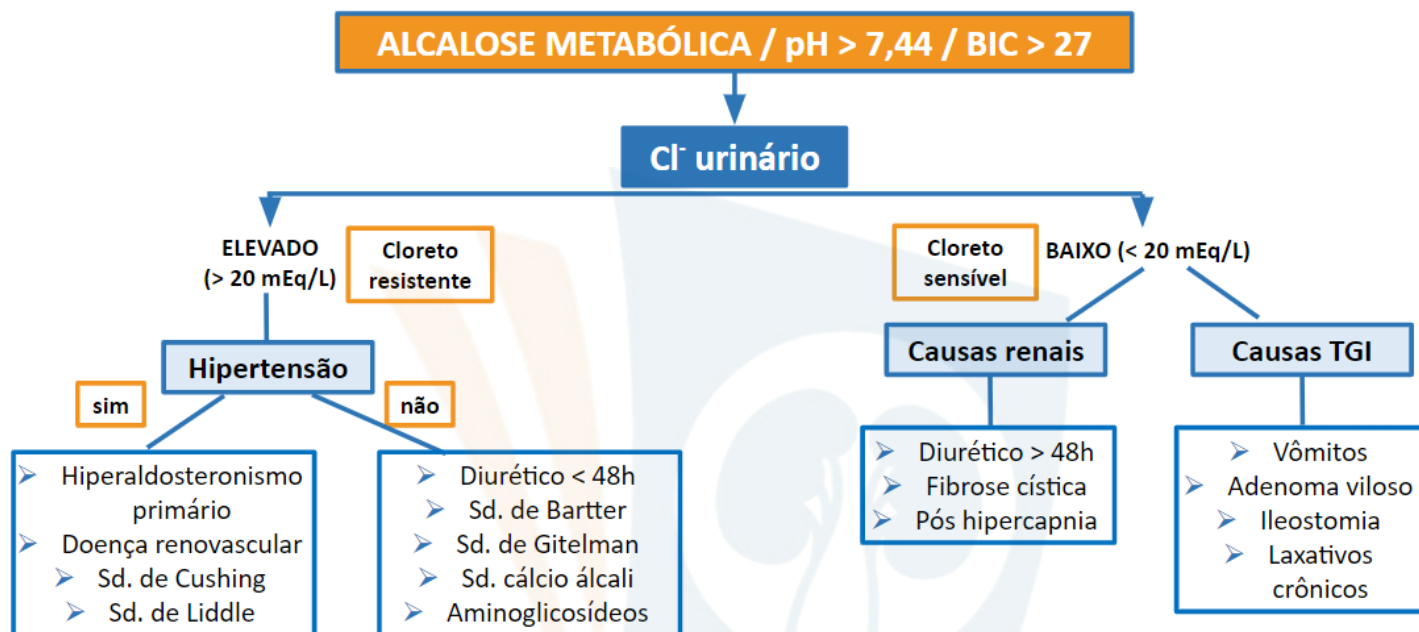 ALCALOSE METABÓLICA / pH > 7,44 / BIC > 27
Cl⁻ urinário
ELEVADO
(> 20 mEq/L)
Cloreto
resistente
Hipertensão
sim
não
Hiperaldosteronismo
primário
Doença renovascular
Sd. de Cushing
Sd. de Liddle
Diurético < 48h
Sd. de Bartter
Sd. de Gitelman
Sd. cálcio álcali
Aminoglicosídeos
Cloreto
sensível
BAIXO (< 20 mEq/L)
Causas renais
Diurético > 48h
Fibrose cística
Pós hipercapnia
Causas TGI
Vômitos
Adenoma viloso
Ileostomia
Laxativos
crônicos